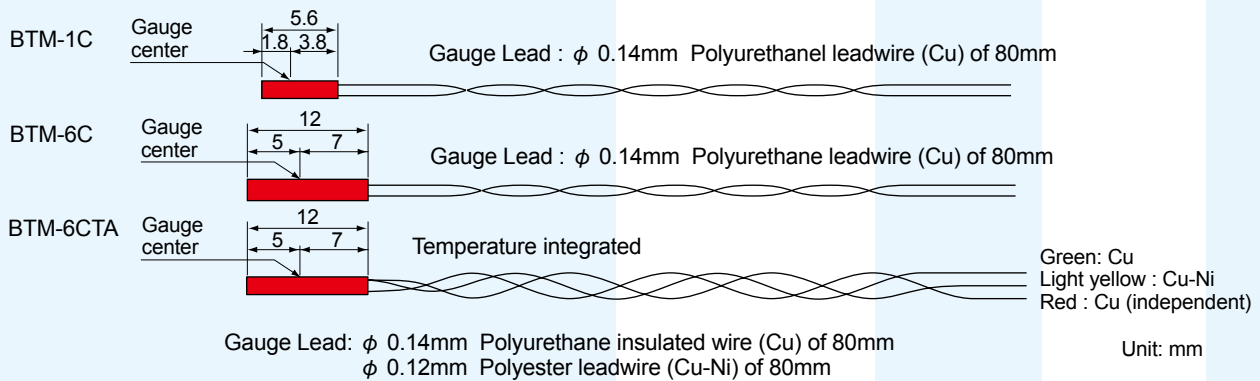 BTM-1C
Gauge
center
5.6
1.8 3.8
Gauge Lead : φ 0.14mm Polyurethanel leadwire (Cu) of 80mm
BTM-6C
Gauge
center
12
5 7
Gauge Lead : φ 0.14mm Polyurethane leadwire (Cu) of 80mm
BTM-6CTA
Gauge
center
12
5 7
Temperature integrated
Green: Cu
Light yellow : Cu-Ni
Red : Cu (independent)
Gauge Lead: φ 0.14mm Polyurethane insulated wire (Cu) of 80mm
φ 0.12mm Polyester leadwire (Cu-Ni) of 80mm
Unit: mm